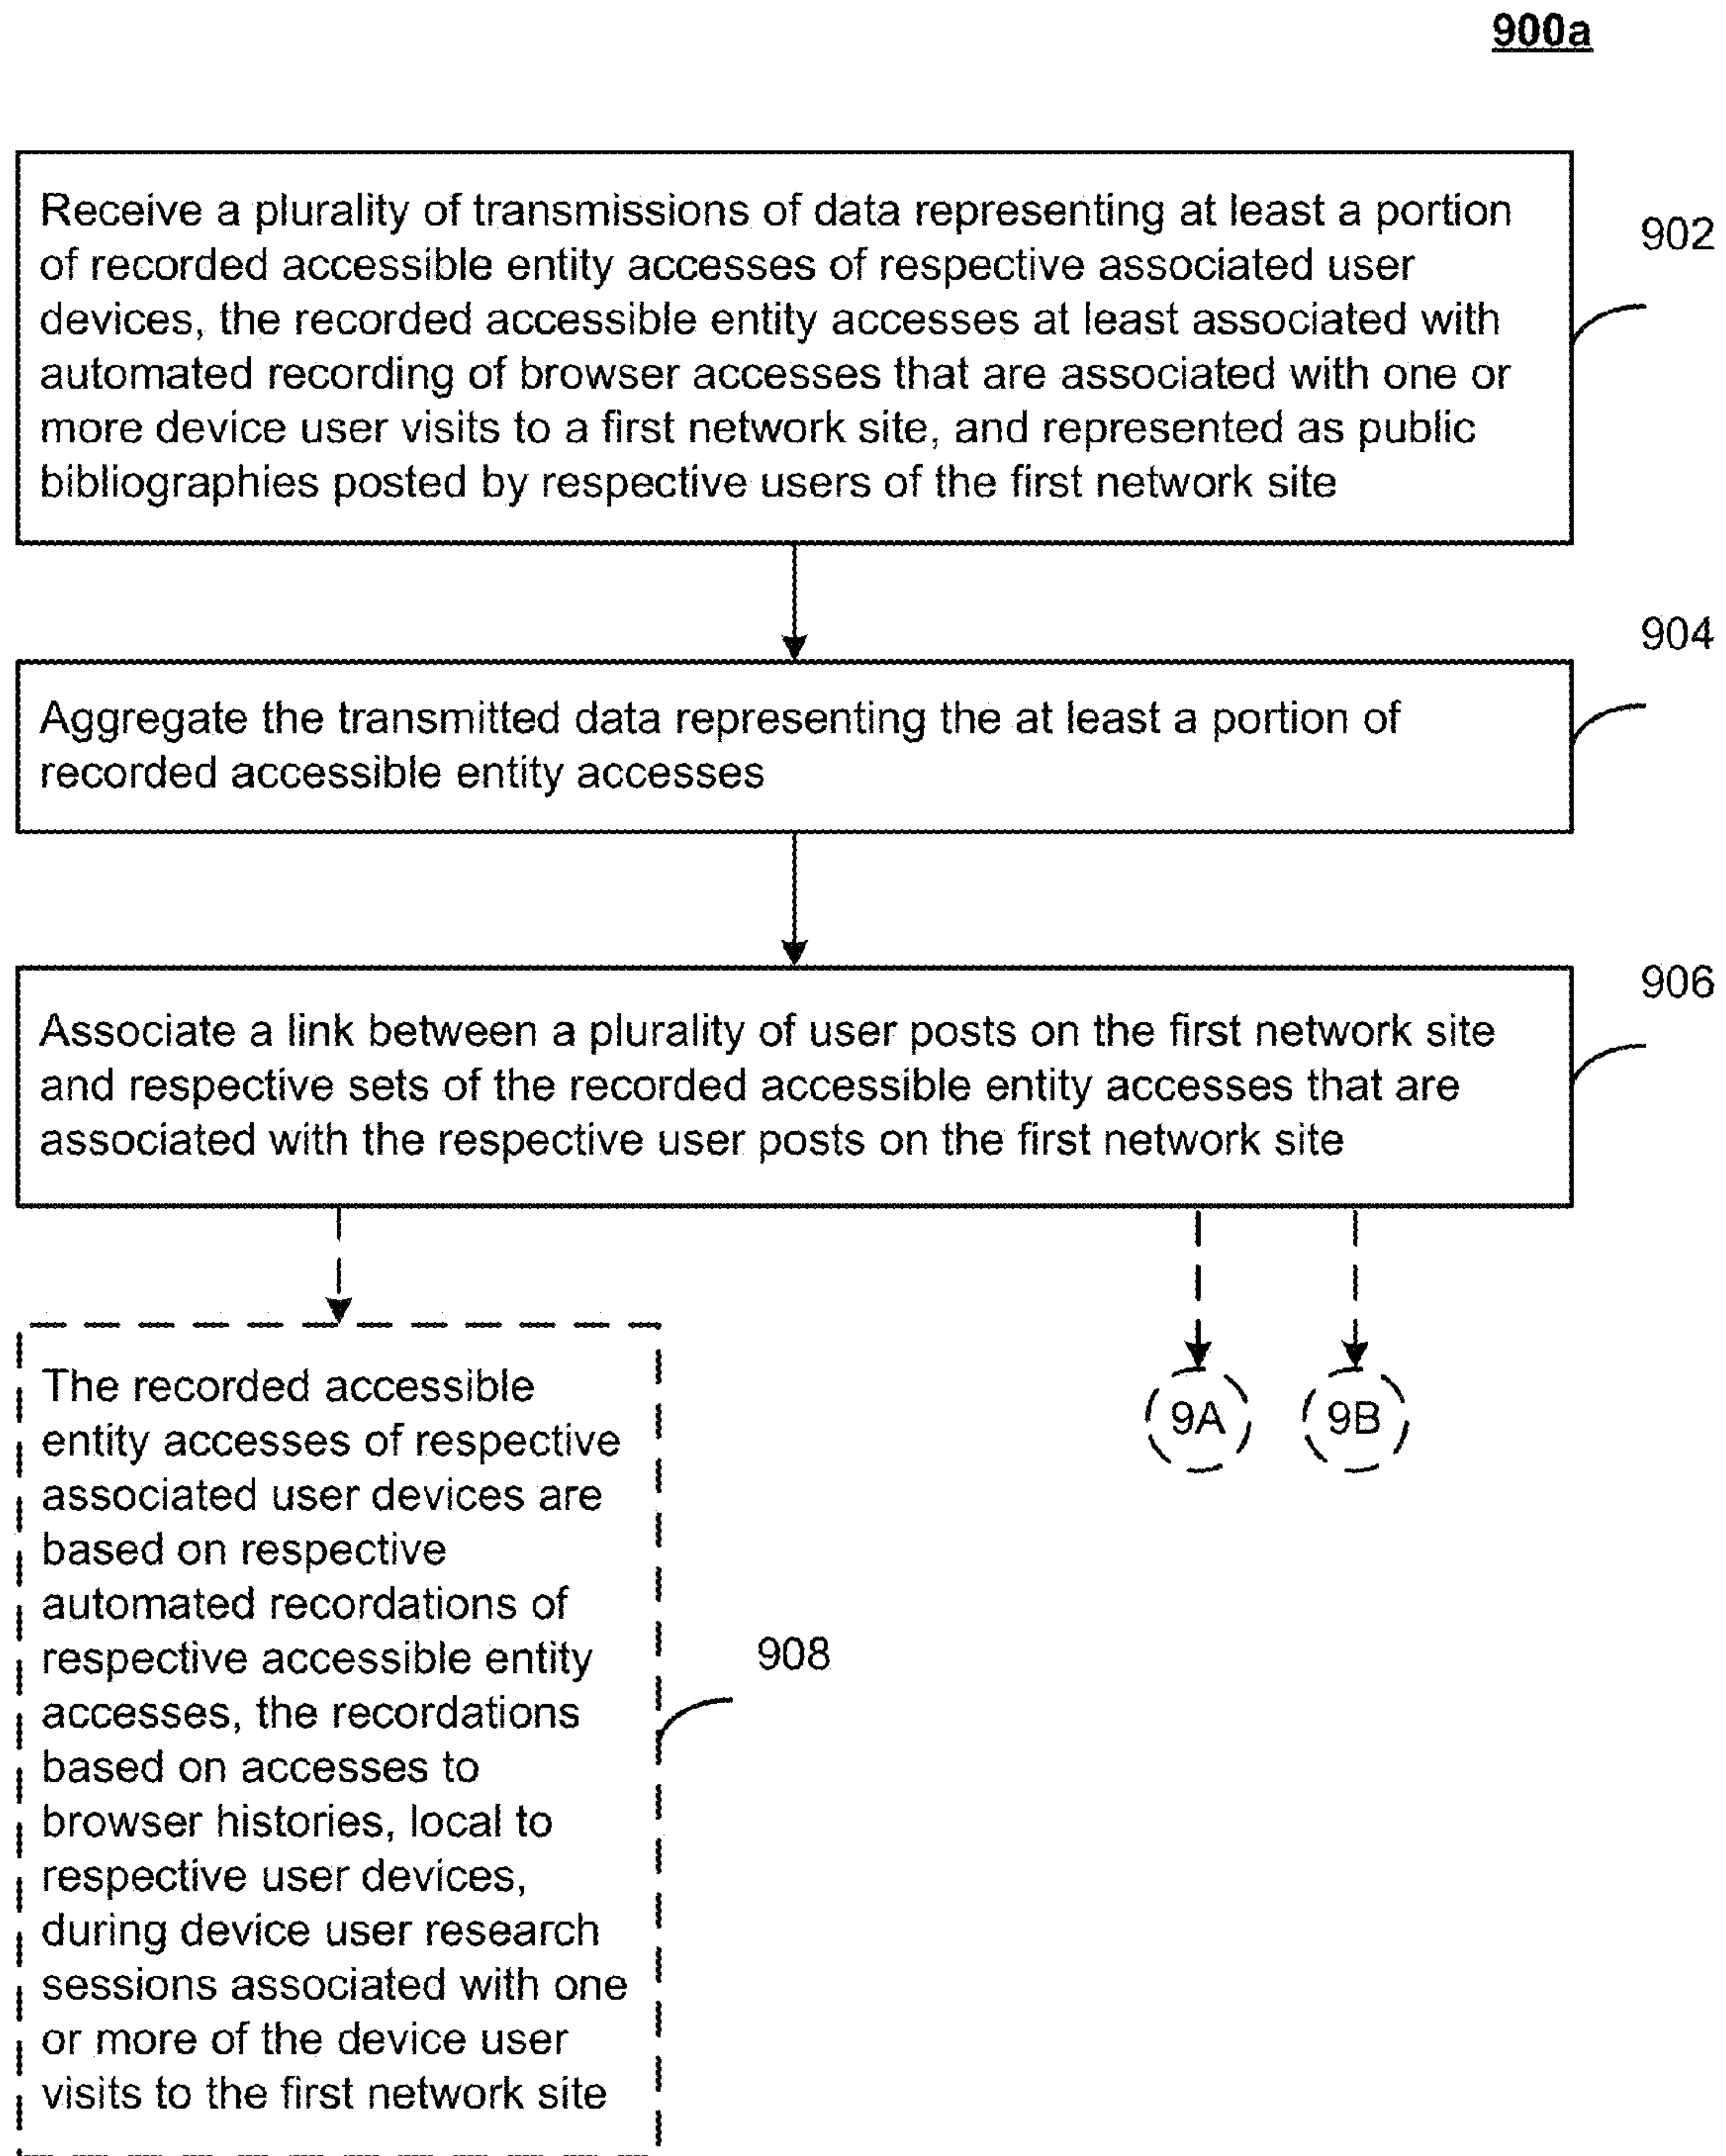 900a
Receive a plurality of transmissions of data representing at least a portion
of recorded accessible entity accesses of respective associated user
devices, the recorded accessible entity accesses at least associated with
automated recording of browser accesses that are associated with one or
more device user visits to a first network site, and represented as public
bibliographies posted by respective users of the first network site
902
Aggregate the transmitted data representing the at least a portion of
recorded accessible entity accesses
904
Associate a link between a plurality of user posts on the first network site
and respective sets of the recorded accessible entity accesses that are
associated with the respective user posts on the first network site
906
The recorded accessible
entity accesses of respective
associated user devices are
based on respective
automated recordations of
respective accessible entity
accesses, the recordations
based on accesses to
browser histories, local to
respective user devices,
during device user research
sessions associated with one
or more of the device user
visits to the first network site
908
9A
9B